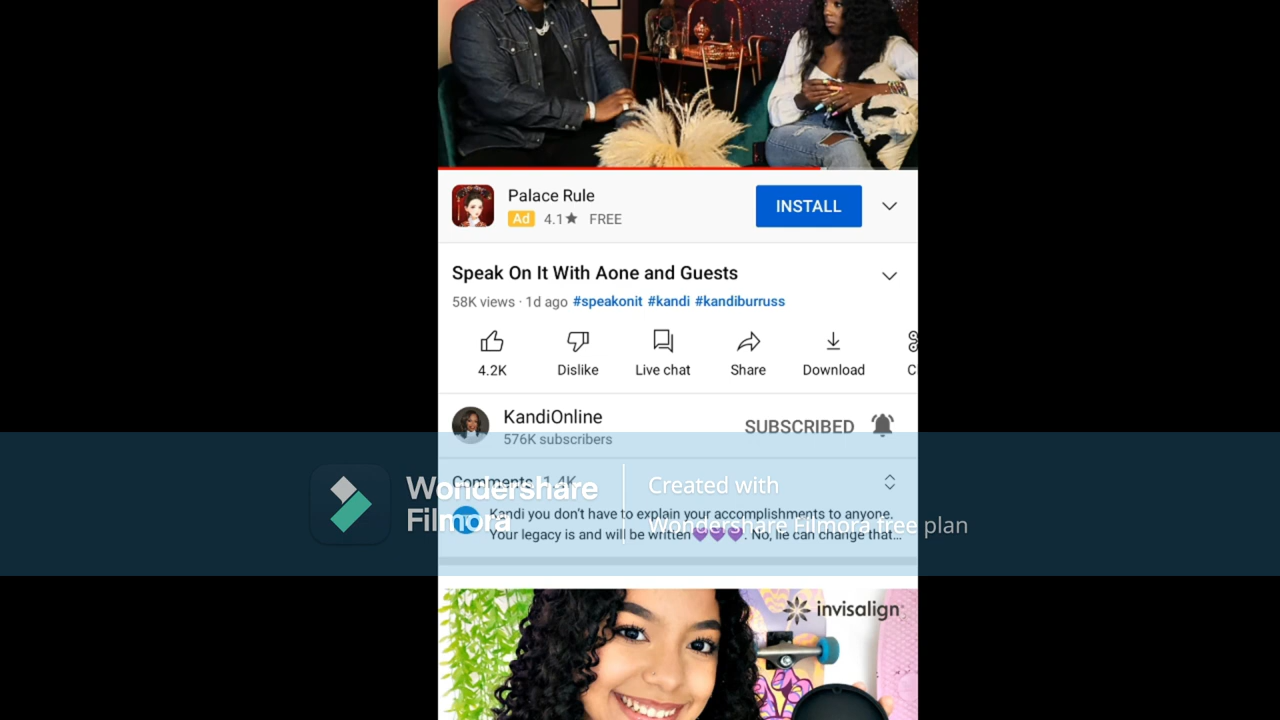 Palace Rule
INSTALL
Ad 4.1★ FREE
Speak On It With Aone and Guests
58K views · 1d ago #speakonit #kandi #kandiburruss
4.2K Dislike Live chat Share Download C
KandiOnline
SUBSCRIBED
576K subscribers
Comments 1.4K
Wondershare
Filmora
Created with
Wondershare Filmora free plan
Kandi you don't have to explain your accomplishments to anyone.
Your legacy is and will be written💜💜💜. No, lie can change that...
invisalign